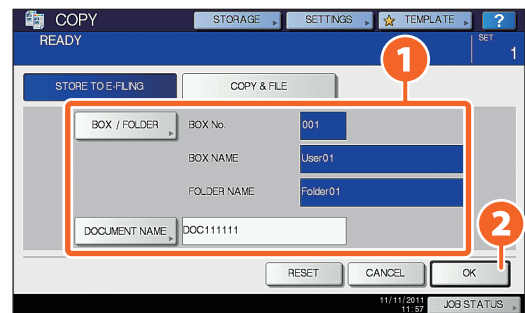 COPY STORAGE SETTINGS TEMPLATE ?
READY SET
1
1
STORE TO E-FILNG COPY & FILE
BOX / FOLDER BOX No. 001
BOX NAME User01
FOLDER NAME Folder01
DOCUMENT NAME DOC111111
2
RESET CANCEL OK
11/11/2011
11:57 JOB STATUS